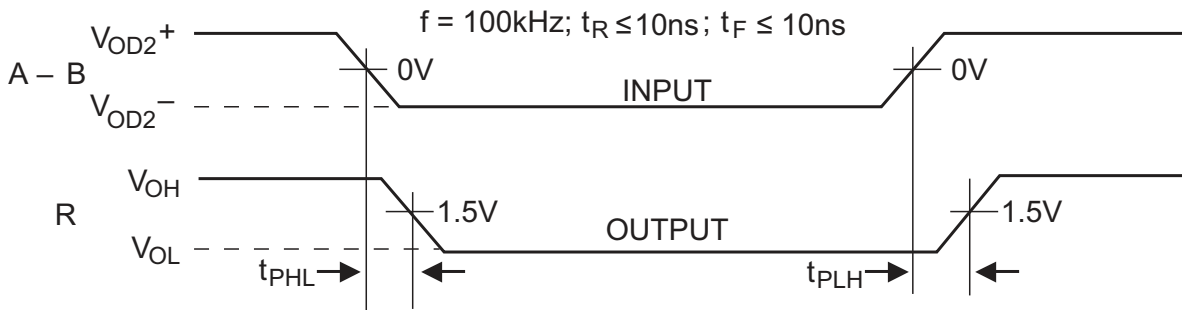 f = 100kHz; tR ≤ 10ns; tF ≤ 10ns
VOD2+
A – B
0V
0V
INPUT
VOD2–
VOH
R
1.5V
1.5V
OUTPUT
VOL
tPHL
tPLH